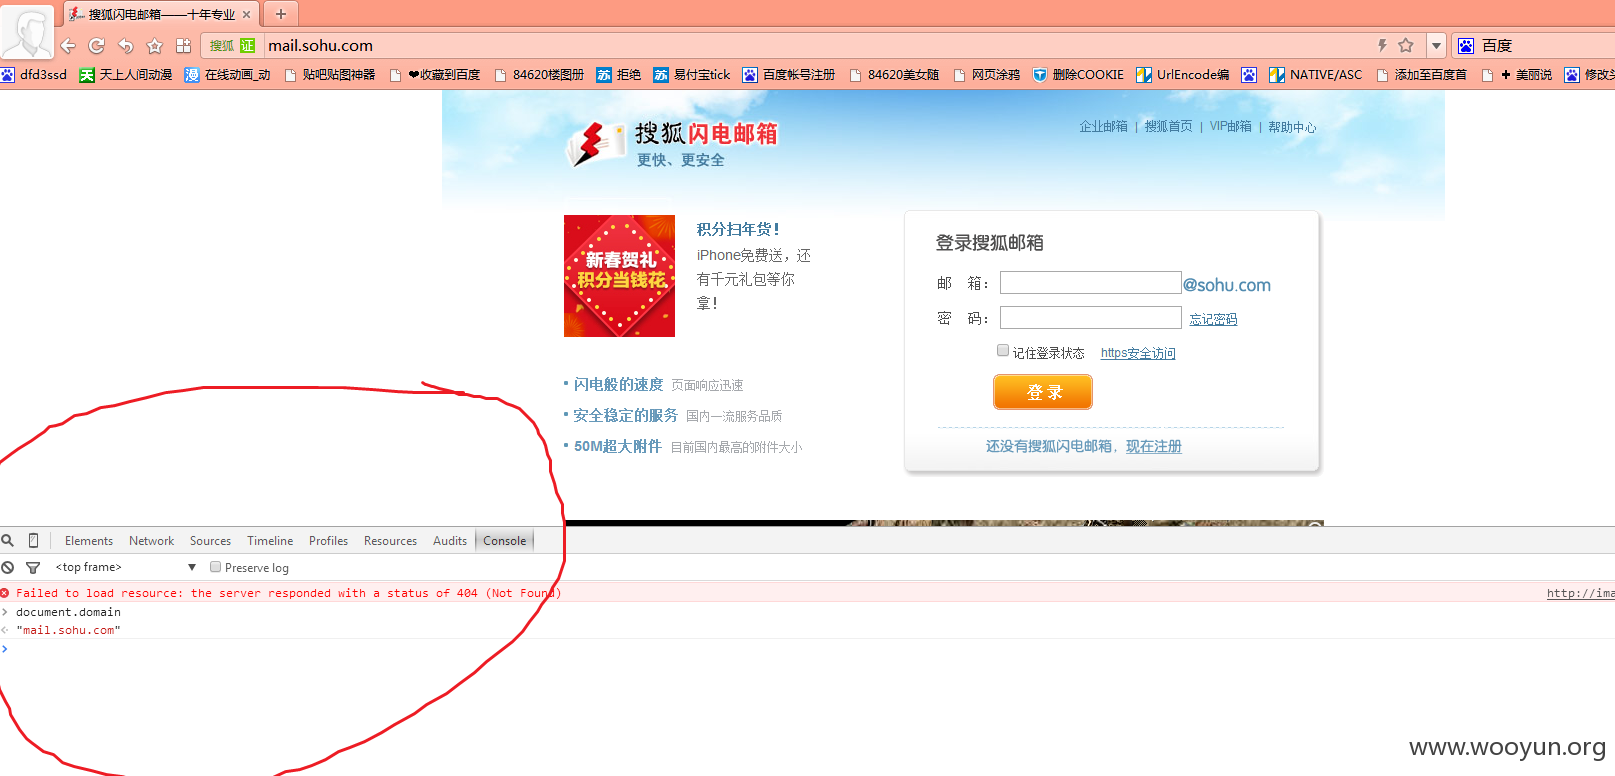 搜狐闪电邮箱——十年专业
搜狐 证 mail.sohu.com 百度
dfd3ssd 天 天上人间动漫 漫 在线动画_动 贴吧贴图神器 ❤收藏到百度 84620楼图册 苏 拒绝 苏 易付宝tick 百度帐号注册 84620美女随 网页涂鸦 删除COOKIE UrlEncode编 NATIVE/ASC 添加至百度首 + 美丽说 修改头
搜狐闪电邮箱
更快、更安全
企业邮箱 | 搜狐首页 | VIP邮箱 | 帮助中心
新春贺礼
积分当钱花
积分扫年货！
iPhone免费送，还
有千元礼包等你
拿！
• 闪电般的速度 页面响应迅速
• 安全稳定的服务 国内一流服务品质
• 50M超大附件 目前国内最高的附件大小
登录搜狐邮箱
邮 箱： @sohu.com
密 码： 忘记密码
记住登录状态 https安全访问
登 录
还没有搜狐闪电邮箱，现在注册
Elements Network Sources Timeline Profiles Resources Audits Console
<top frame> ▼ Preserve log
Failed to load resource: the server responded with a status of 404 (Not Found) http://ima
> document.domain
"mail.sohu.com"
>
www.wooyun.org